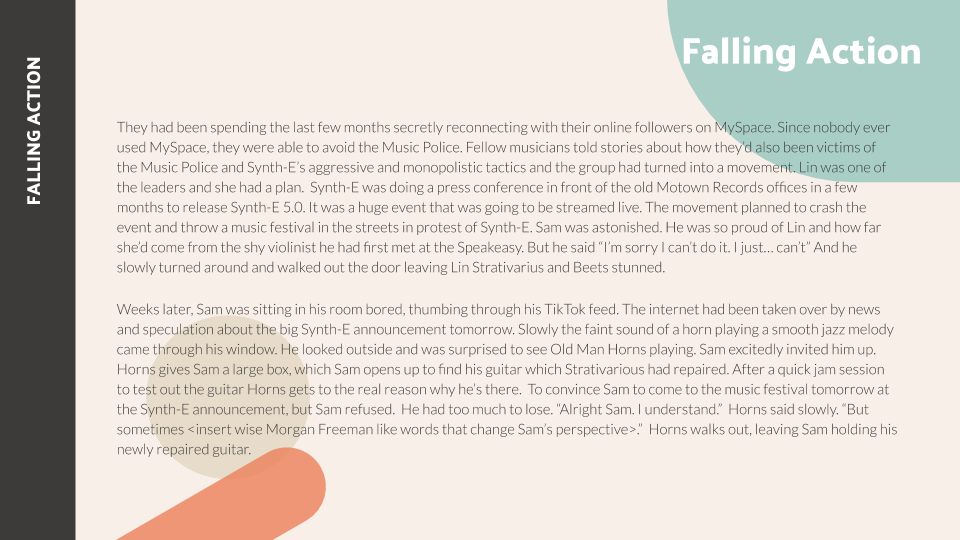 FALLING ACTION
Falling Action
They had been spending the last few months secretly reconnecting with their online followers on MySpace. Since nobody ever
used MySpace, they were able to avoid the Music Police. Fellow musicians told stories about how they'd also been victims of
the Music Police and Synth-E's aggressive and monopolistic tactics and the group had turned into a movement. Lin was one of
the leaders and she had a plan.  Synth-E was doing a press conference in front of the old Motown Records offices in a few
months to release Synth-E 5.0. It was a huge event that was going to be streamed live. The movement planned to crash the
event and throw a music festival in the streets in protest of Synth-E. Sam was astonished. He was so proud of Lin and how far
she'd come from the shy violinist he had first met at the Speakeasy. But he said “I'm sorry I can't do it. I just... can't” And he
slowly turned around and walked out the door leaving Lin Strativarius and Beets stunned.
Weeks later, Sam was sitting in his room bored, thumbing through his TikTok feed. The internet had been taken over by news
and speculation about the big Synth-E announcement tomorrow. Slowly the faint sound of a horn playing a smooth jazz melody
came through his window. He looked outside and was surprised to see Old Man Horns playing. Sam excitedly invited him up.
Horns gives Sam a large box, which Sam opens up to find his guitar which Strativarious had repaired. After a quick jam session
to test out the guitar Horns gets to the real reason why he's there.  To convince Sam to come to the music festival tomorrow at
the Synth-E announcement, but Sam refused.  He had too much to lose. “Alright Sam. I understand.”  Horns said slowly. “But
sometimes <insert wise Morgan Freeman like words that change Sam's perspective>.”  Horns walks out, leaving Sam holding his
newly repaired guitar.